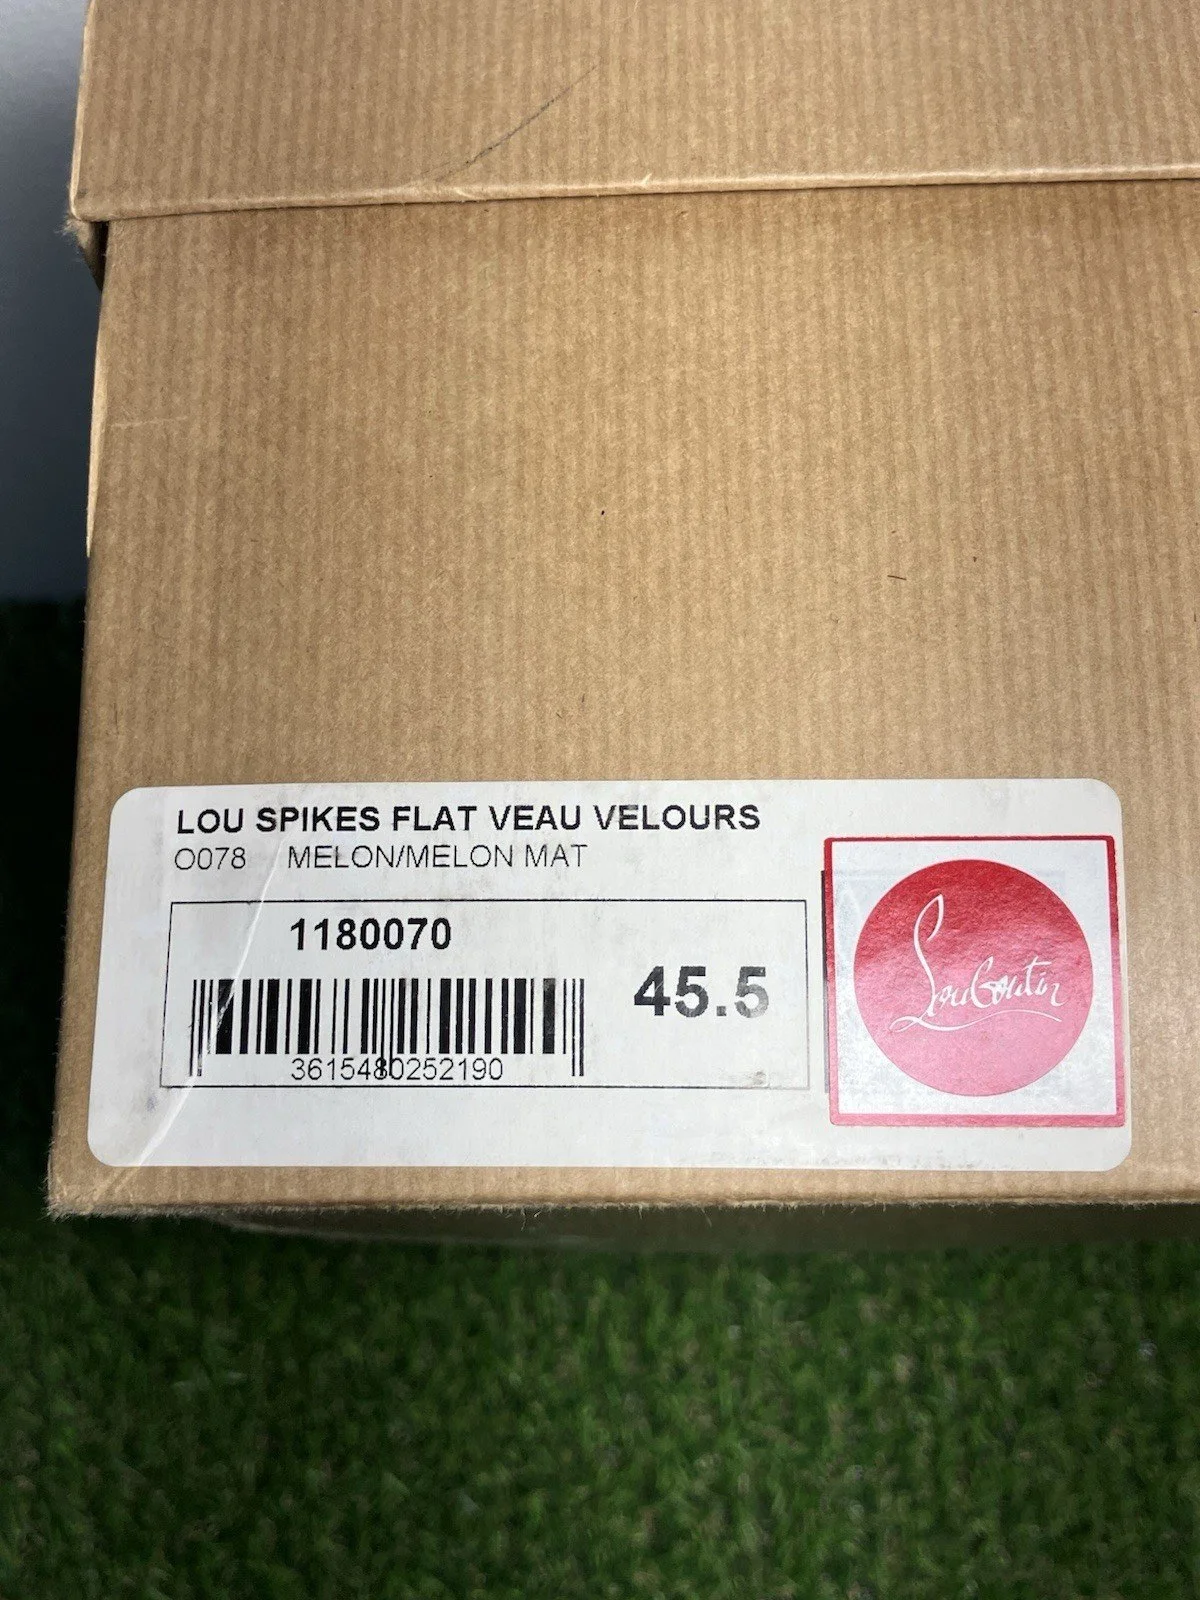 LOU SPIKES FLAT VEAU VELOURS
O078 MELON/MELON MAT
1180070
45.5
3615480252190
Louboutin